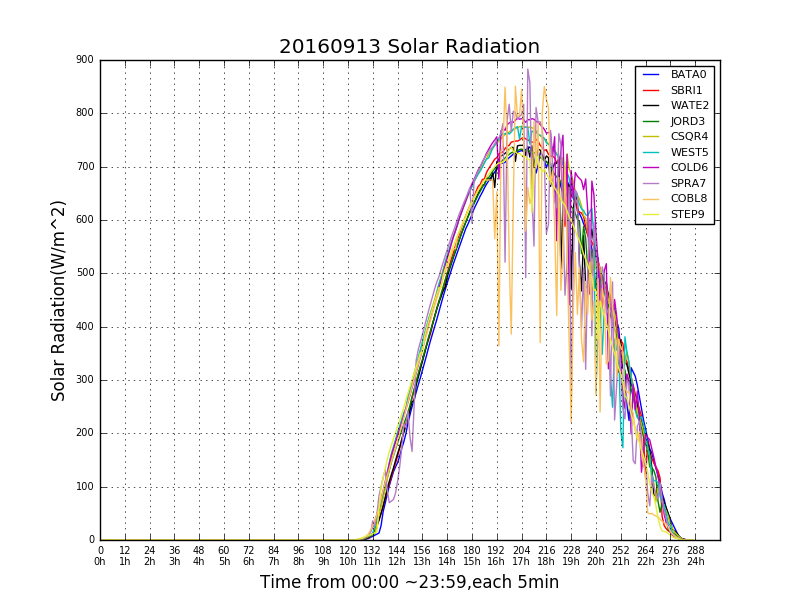 20160913 Solar Radiation
900
800
700
600
500
400
300
200
100
0
Solar Radiation(W/m^2)
BATA0
SBRI1
WATE2
JORD3
CSQR4
WEST5
COLD6
SPRA7
COBL8
STEP9
0 12 24 36 48 60 72 84 96 108 120 132 144 156 168 180 192 204 216 228 240 252 264 276 288
0h 1h 2h 3h 4h 5h 6h 7h 8h 9h 10h 11h 12h 13h 14h 15h 16h 17h 18h 19h 20h 21h 22h 23h 24h
Time from 00:00 ~23:59,each 5min